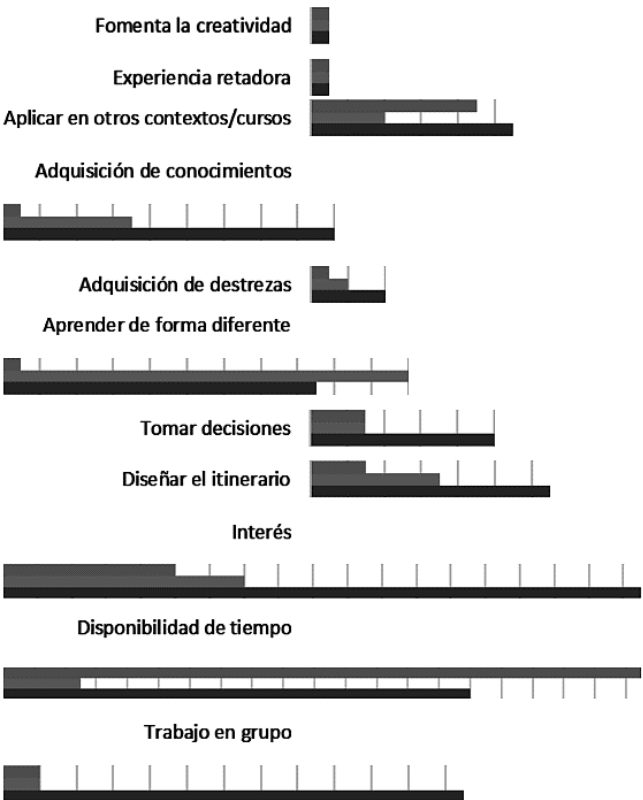 Fomenta la creatividad
Experiencia retadora
Aplicar en otros contextos/cursos
Adquisición de conocimientos
Adquisición de destrezas
Aprender de forma diferente
Tomar decisiones
Diseñar el itinerario
Interés
Disponibilidad de tiempo
Trabajo en grupo